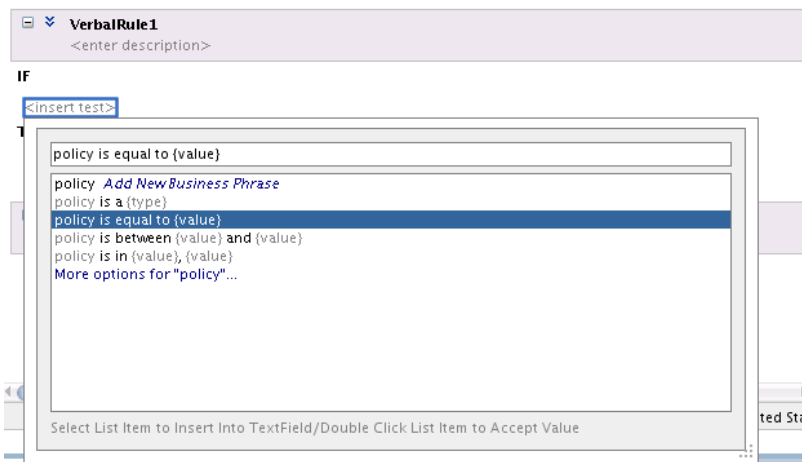 VerbalRule1
<enter description>
IF
<insert test>
T
policy is equal to {value}
policy Add New Business Phrase
policy is a {type}
policy is equal to {value}
policy is between {value} and {value}
policy is in {value}, {value}
More options for "policy"...
ted Sta
Select List Item to Insert Into TextField/Double Click List Item to Accept Value